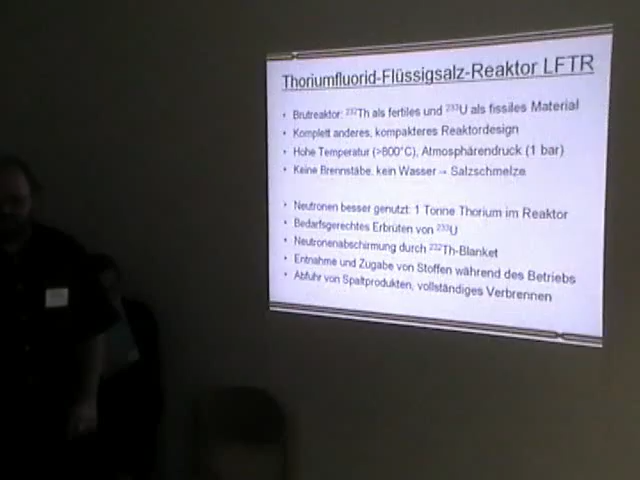 Thoriumfluorid-Flüssigsalz-Reaktor LFTR
• Brutreaktor: ²³²Th als fertiles und ²³³U als fissiles Material
• Komplett anderes, kompakteres Reaktordesign
• Hohe Temperatur (>800°C), Atmosphärendruck (1 bar)
• Keine Brennstäbe, kein Wasser → Salzschmelze
• Neutronen besser genutzt: 1 Tonne Thorium im Reaktor
• Bedarfsgerechtes Erbrüten von ²³³U
• Neutronenabschirmung durch ²³²Th-Blanket
• Entnahme und Zugabe von Stoffen während des Betriebs
• Abfuhr von Spaltprodukten, vollständiges Verbrennen